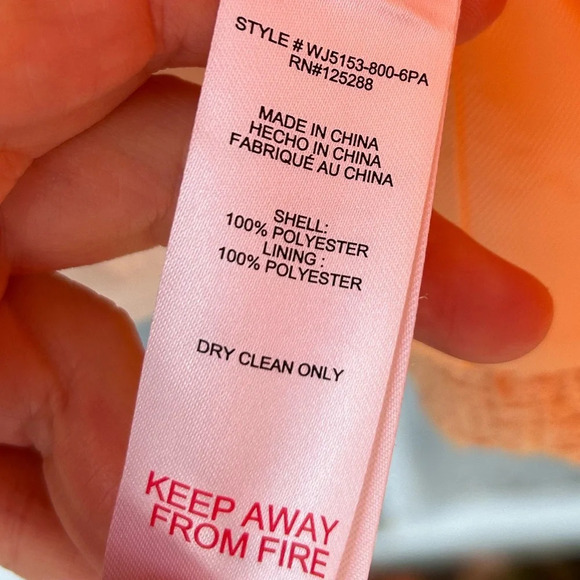 STYLE # WJ5153-800-6PA
RN#125288
MADE IN CHINA
HECHO IN CHINA
FABRIQUÉ AU CHINA
SHELL:
100% POLYESTER
LINING :
100% POLYESTER
DRY CLEAN ONLY
KEEP AWAY
FROM FIRE